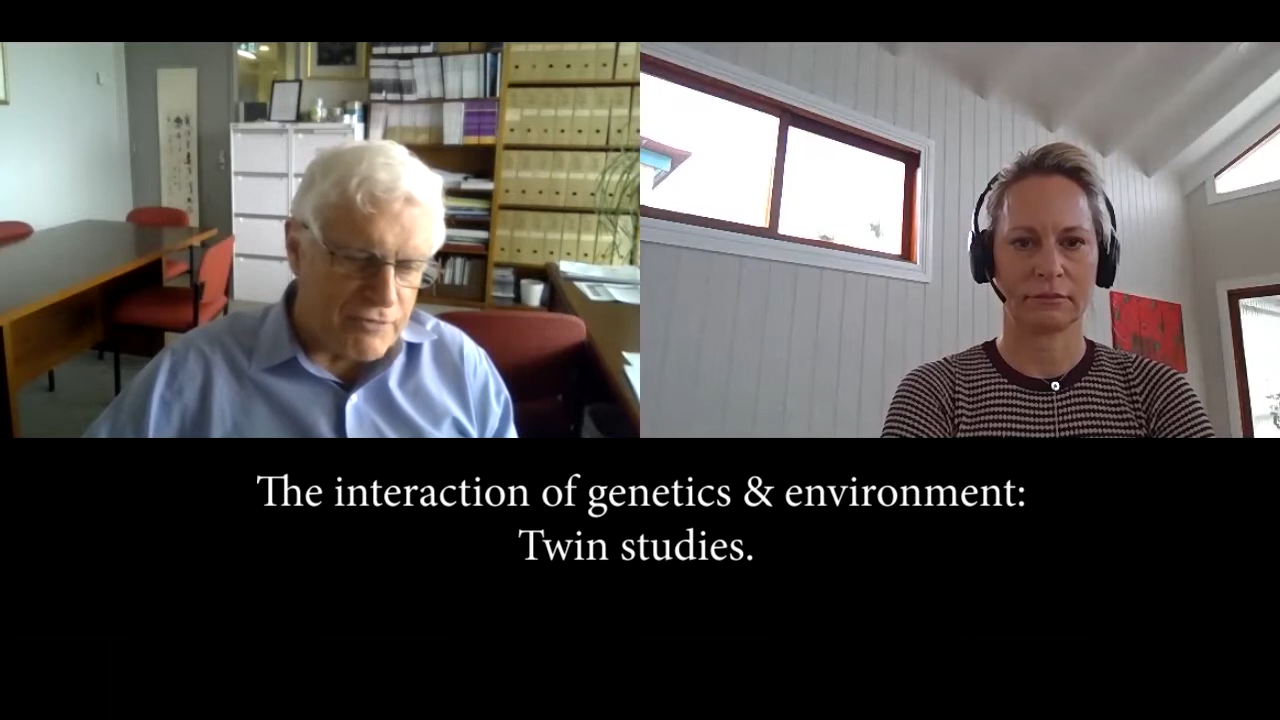 The interaction of genetics & environment:
Twin studies.